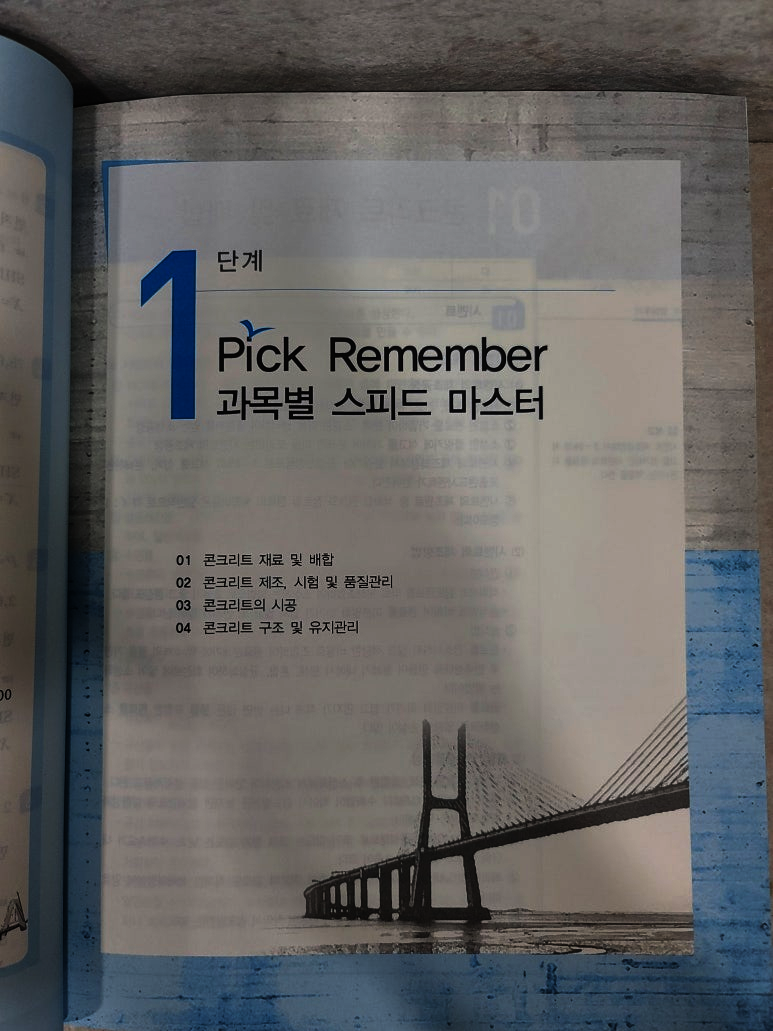 1
단계
Pick Remember
과목별 스피드 마스터
01 콘크리트 재료 및 배합
02 콘크리트 제조, 시험 및 품질관리
03 콘크리트의 시공
04 콘크리트 구조 및 유지관리